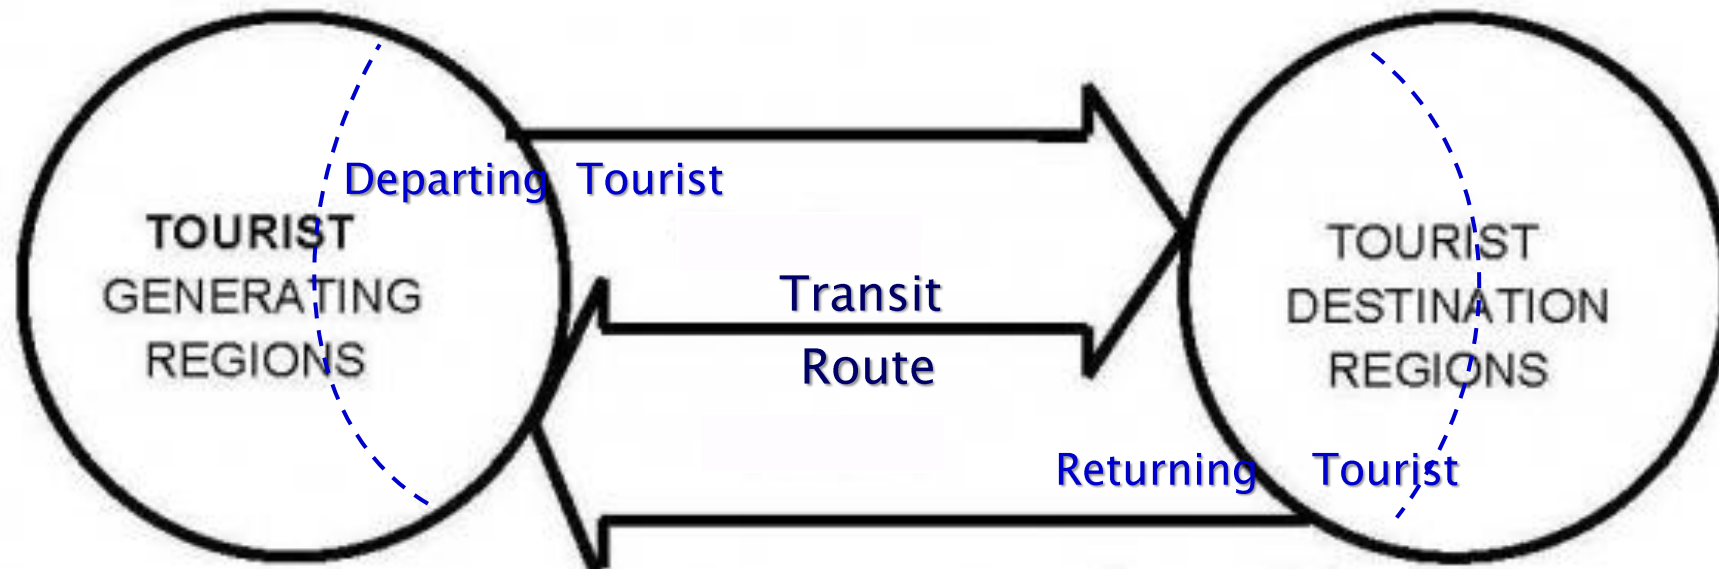 Departing Tourist
TOURIST
GENERATING
REGIONS
Transit
Route
TOURIST
DESTINATION
REGIONS
Returning Tourist